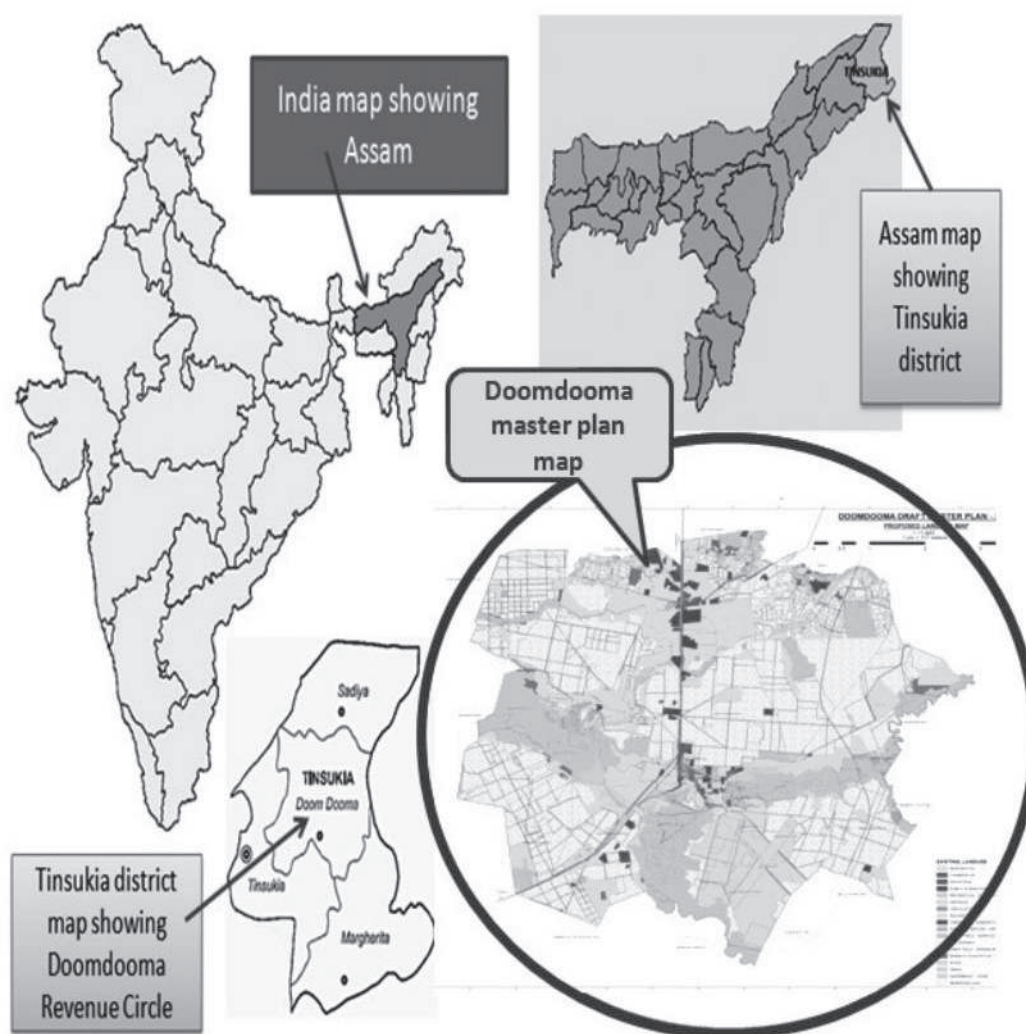 India map showing
Assam
TINSUKIA
Assam map
showing
Tinsukia
district
Doomdooma
master plan
map
DOOMDOOMA DRAFT MASTER PLAN
Sadiya
TINSUKIA
Doom Dooma
Tinsukia
Margherita
Tinsukia district
map showing
Doomdooma
Revenue Circle
EXISTING LANDUSE